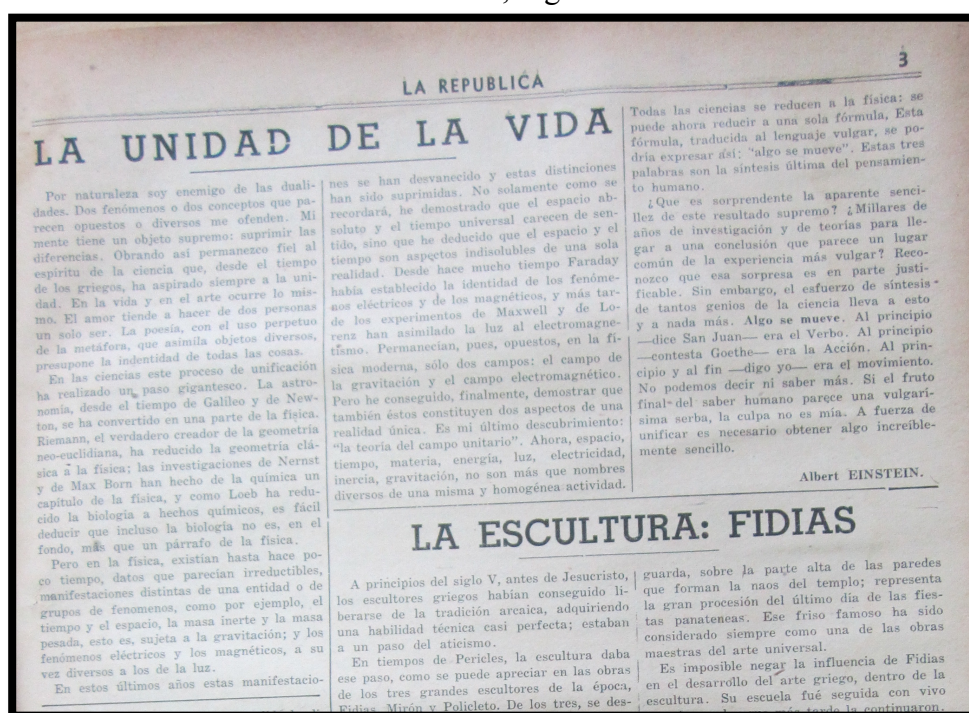 3
LA REPUBLICA
LA UNIDAD DE LA VIDA
Por naturaleza soy enemigo de las duali-
dades. Dos fenómenos o dos conceptos que pa-
recen opuestos o diversos me ofenden. Mi
mente tiene un objeto supremo: suprimir las
diferencias. Obrando así permanezco fiel al
espíritu de la ciencia que, desde el tiempo
de los griegos, ha aspirado siempre a la uni-
dad. En la vida y en el arte ocurre lo mis-
mo. El amor tiende a hacer de dos personas
un solo ser. La poesía, con el uso perpetuo
de la metáfora, que asimila objetos diversos,
presupone la indentidad de todas las cosas.
En las ciencias este proceso de unificación
ha realizado un paso gigantesco. La astro-
nomía, desde el tiempo de Galileo y de New-
ton, se ha convertido en una parte de la física.
Riemann, el verdadero creador de la geometría
neo-euclidiana, ha reducido la geometría clá-
sica a la física; las investigaciones de Nernst
y de Max Born han hecho de la química un
capítulo de la física, y como Loeb ha redu-
cido la biología a hechos químicos, es fácil
deducir que incluso la biología no es, en el
fondo, más que un párrafo de la física.
Pero en la física, existían hasta hace po-
co tiempo, datos que parecían irreductibles,
manifestaciones distintas de una entidad o de
grupos de fenomenos, como por ejemplo, el
tiempo y el espacio, la masa inerte y la masa
pesada, esto es, sujeta a la gravitación; y los
fenómenos eléctricos y los magnéticos, a su
vez diversos a los de la luz.
En estos últimos años estas manifestacio-
nes se han desvanecido y estas distinciones
han sido suprimidas. No solamente como se
recordará, he demostrado que el espacio ab-
soluto y el tiempo universal carecen de sen-
tido, sino que he deducido que el espacio y el
tiempo son aspectos indisolubles de una sola
realidad. Desde hace mucho tiempo Faraday
había establecido la identidad de los fenóme-
nos eléctricos y de los magnéticos, y más tar-
de los experimentos de Maxwell y de Lo-
renz han asimilado la luz al electromagne-
tismo. Permanecían, pues, opuestos, en la fí-
sica moderna, sólo dos campos: el campo de
la gravitación y el campo electromagnético.
Pero he conseguido, finalmente, demostrar que
también éstos constituyen dos aspectos de una
realidad única. Es mi último descubrimiento:
"la teoría del campo unitario". Ahora, espacio,
tiempo, materia, energía, luz, electricidad,
inercia, gravitación, no son más que nombres
diversos de una misma y homogénea actividad.
Todas las ciencias se reducen a la física; se
puede ahora reducir a una sola fórmula, Esta
fórmula, traducida al lenguaje vulgar, se po-
dría expresar así: "algo se mueve". Estas tres
palabras son la síntesis última del pensamien-
to humano.
¿Que es sorprendente la aparente senci-
llez de este resultado supremo? ¿Millares de
años de investigación y de teorías para lle-
gar a una conclusión que parece un lugar
común de la experiencia más vulgar? Reco-
nozco que esa sorpresa es en parte justi-
ficable. Sin embargo, el esfuerzo de síntesis
de tantos genios de la ciencia lleva a esto
y a nada más. Algo se mueve. Al principio
—dice San Juan— era el Verbo. Al principio
—contesta Goethe— era la Acción. Al prin-
cipio y al fin —digo yo— era el movimiento.
No podemos decir ni saber más. Si el fruto
final del saber humano parece una vulgarí-
sima serba, la culpa no es mía. A fuerza de
unificar es necesario obtener algo increíble-
mente sencillo.
Albert EINSTEIN.
LA ESCULTURA: FIDIAS
A principios del siglo V, antes de Jesucristo,
los escultores griegos habían conseguido li-
berarse de la tradición arcaica, adquiriendo
una habilidad técnica casi perfecta; estaban
a un paso del aticismo.
En tiempos de Pericles, la escultura daba
ese paso, como se puede apreciar en las obras
de los tres grandes escultores de la época,
Fidias, Mirón y Policleto. De los tres, se des-
guarda, sobre la parte alta de las paredes
que forman la naos del templo; representa
la gran procesión del último día de las fies-
tas panateneas. Ese friso famoso ha sido
considerado siempre como una de las obras
maestras del arte universal.
Es imposible negar la influencia de Fidias
en el desarrollo del arte griego, dentro de la
escultura. Su escuela fué seguida con vivo
más tarde la continuaron.